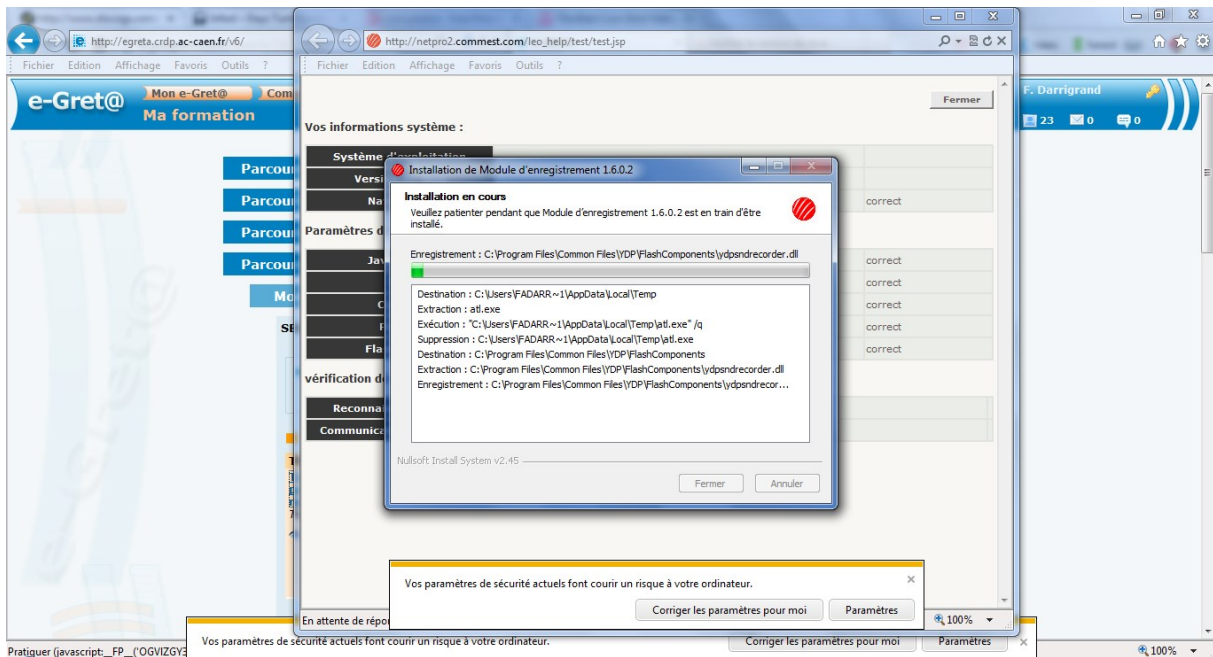 http://egreta.crdp.ac-caen.fr/v6/
Fichier Edition Affichage Favoris Outils ?
e-Gret@
Mon e-Gret@
Com
Ma formation
F. Darrigrand
23 0 0
Parcou
Parcou
Parcou
Parcou
Mo
SE
http://netpro2.commest.com/leo_help/test/test.jsp
Fichier Edition Affichage Favoris Outils ?
Fermer
Vos informations système :
Système d'exploitation
Versi
Na
correct
Paramètres d
Jav
correct
correct
C
correct
correct
Fla
correct
vérification de
Reconna
Communica
Installation de Module d'enregistrement 1.6.0.2
Installation en cours
Veuillez patienter pendant que Module d'enregistrement 1.6.0.2 est en train d'être
installé.
Enregistrement : C:\Program Files\Common Files\YDP\FlashComponents\ydpsndrecorder.dll
Destination : C:\Users\FADARR~1\AppData\Local\Temp
Extraction : atl.exe
Exécution : "C:\Users\FADARR~1\AppData\Local\Temp\atl.exe" /q
Suppression : C:\Users\FADARR~1\AppData\Local\Temp\atl.exe
Destination : C:\Program Files\Common Files\YDP\FlashComponents
Extraction : C:\Program Files\Common Files\YDP\FlashComponents\ydpsndrecorder.dll
Enregistrement : C:\Program Files\Common Files\YDP\FlashComponents\ydpsndrecor...
Nullsoft Install System v2.45
Fermer
Annuler
Vos paramètres de sécurité actuels font courir un risque à votre ordinateur.
Corriger les paramètres pour moi
Paramètres
En attente de répo
100%
Vos paramètres de sécurité actuels font courir un risque à votre ordinateur.
Corriger les paramètres pour moi
Paramètres
Pratiquer (javascript:_FP_('OGVIZGY3
100%